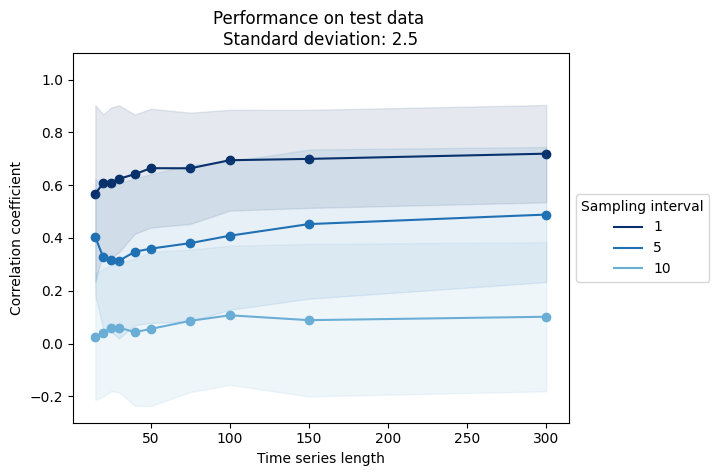 Performance on test data
Standard deviation: 2.5
1.0
0.8
0.6
0.4
0.2
0.0
−0.2
Correlation coefficient
50 100 150 200 250 300
Time series length
Sampling interval
1
5
10